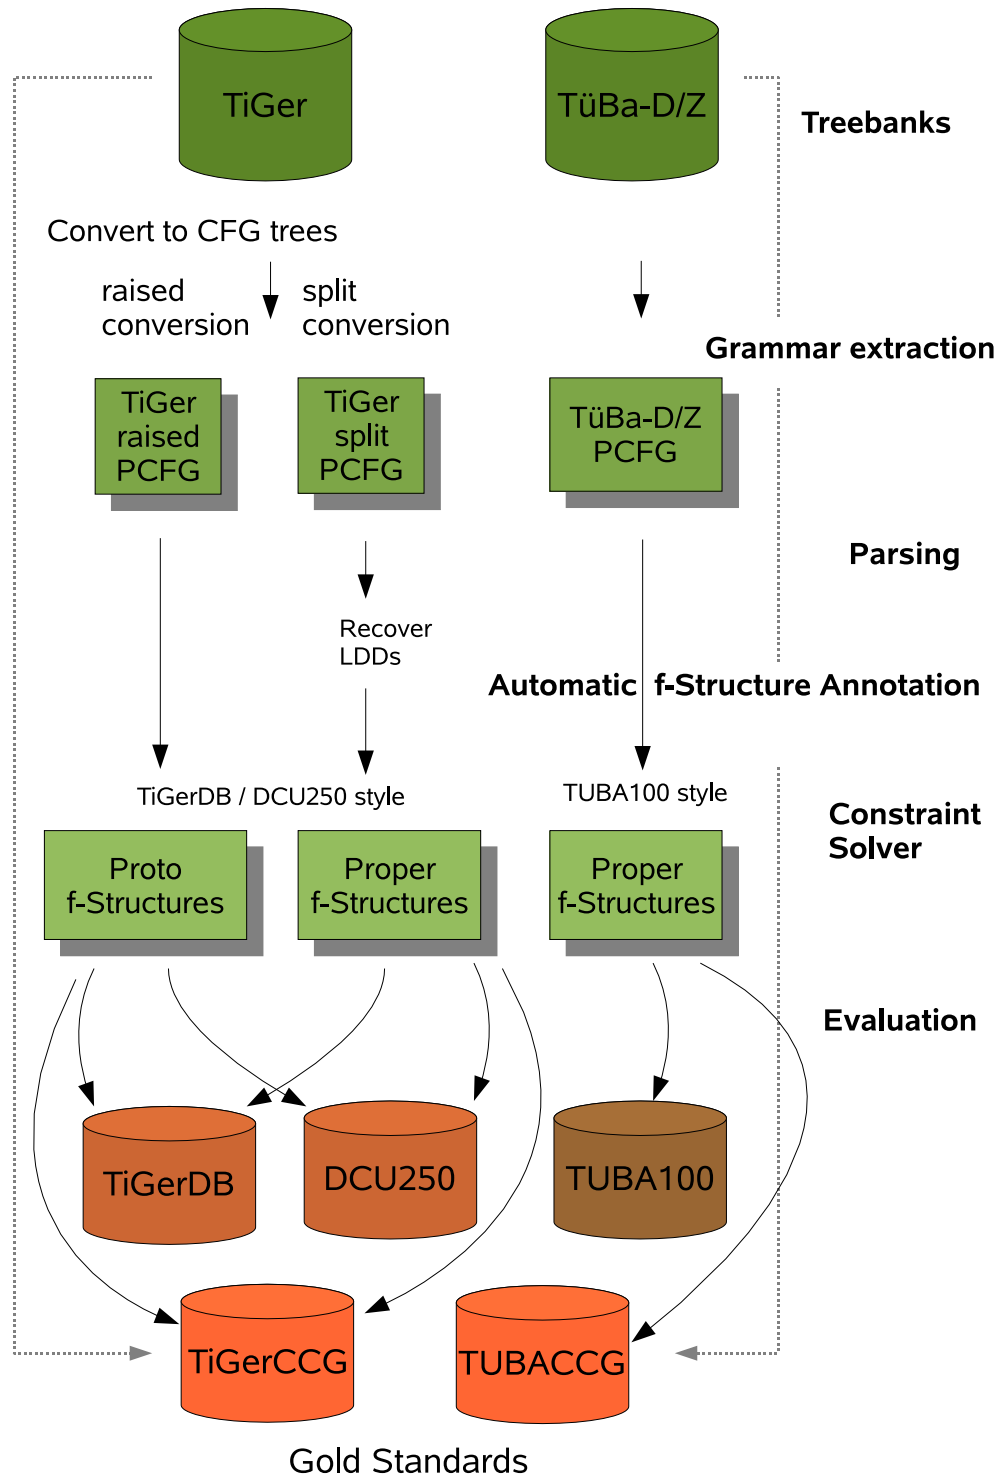 TiGer
TüBa-D/Z
Treebanks
Convert to CFG trees
raised
conversion
split
conversion
Grammar extraction
TiGer
raised
PCFG
TiGer
split
PCFG
TüBa-D/Z
PCFG
Parsing
Recover
LDDs
Automatic f-Structure Annotation
TiGerDB / DCU250 style
TUBA100 style
Constraint
Solver
Proto
f-Structures
Proper
f-Structures
Proper
f-Structures
Evaluation
TiGerDB
DCU250
TUBA100
TiGerCCG
TUBACCG
Gold Standards